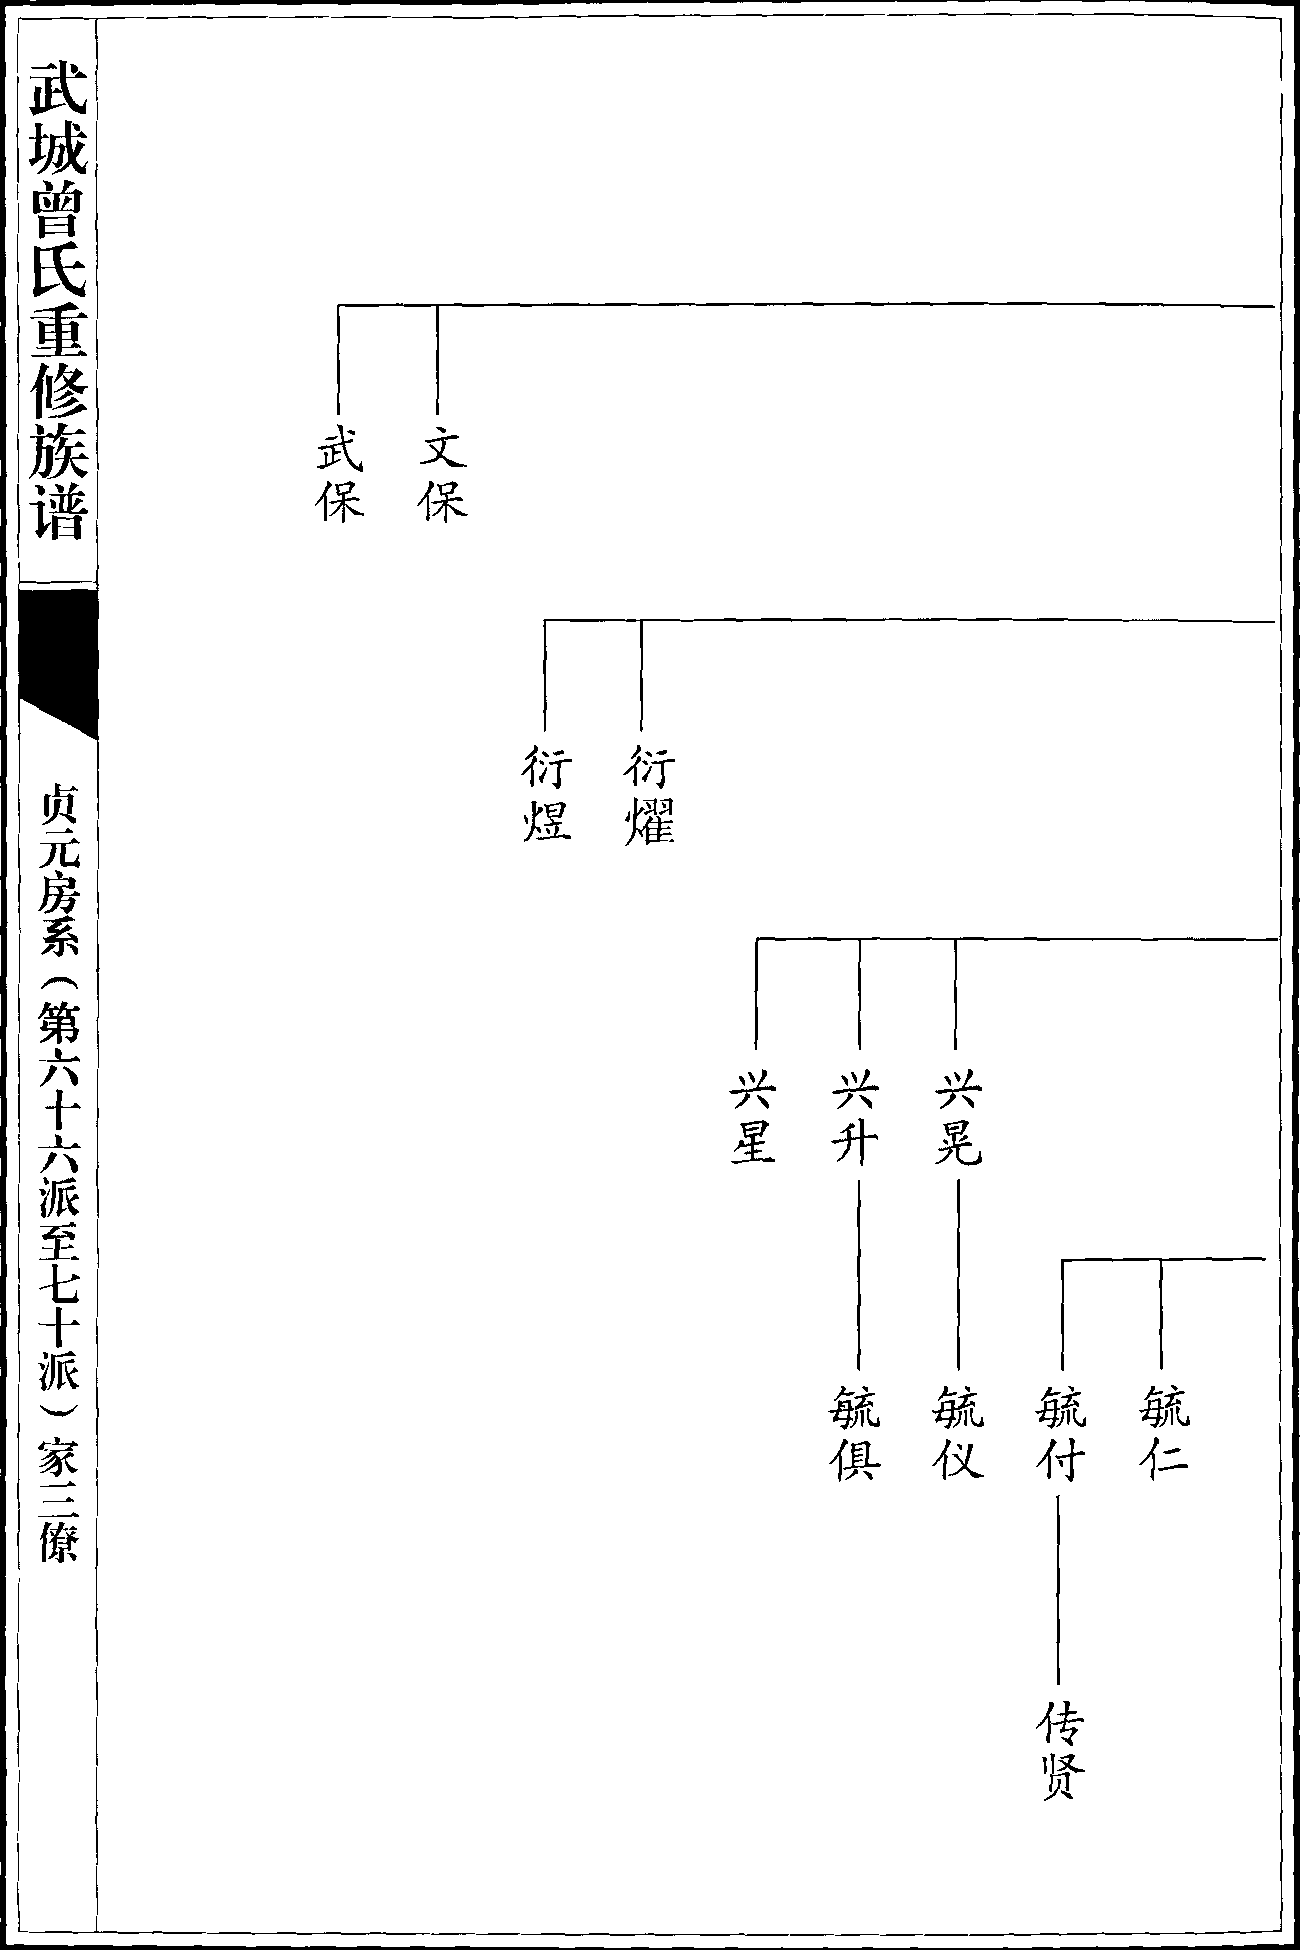 武城曾氏重修族谱
贞元房系（第六十六派至七十派）家三僚
文保
武保
衍燿
衍煜
兴晃
兴升
兴星
毓仁
毓付
毓仪
毓俱
传贤